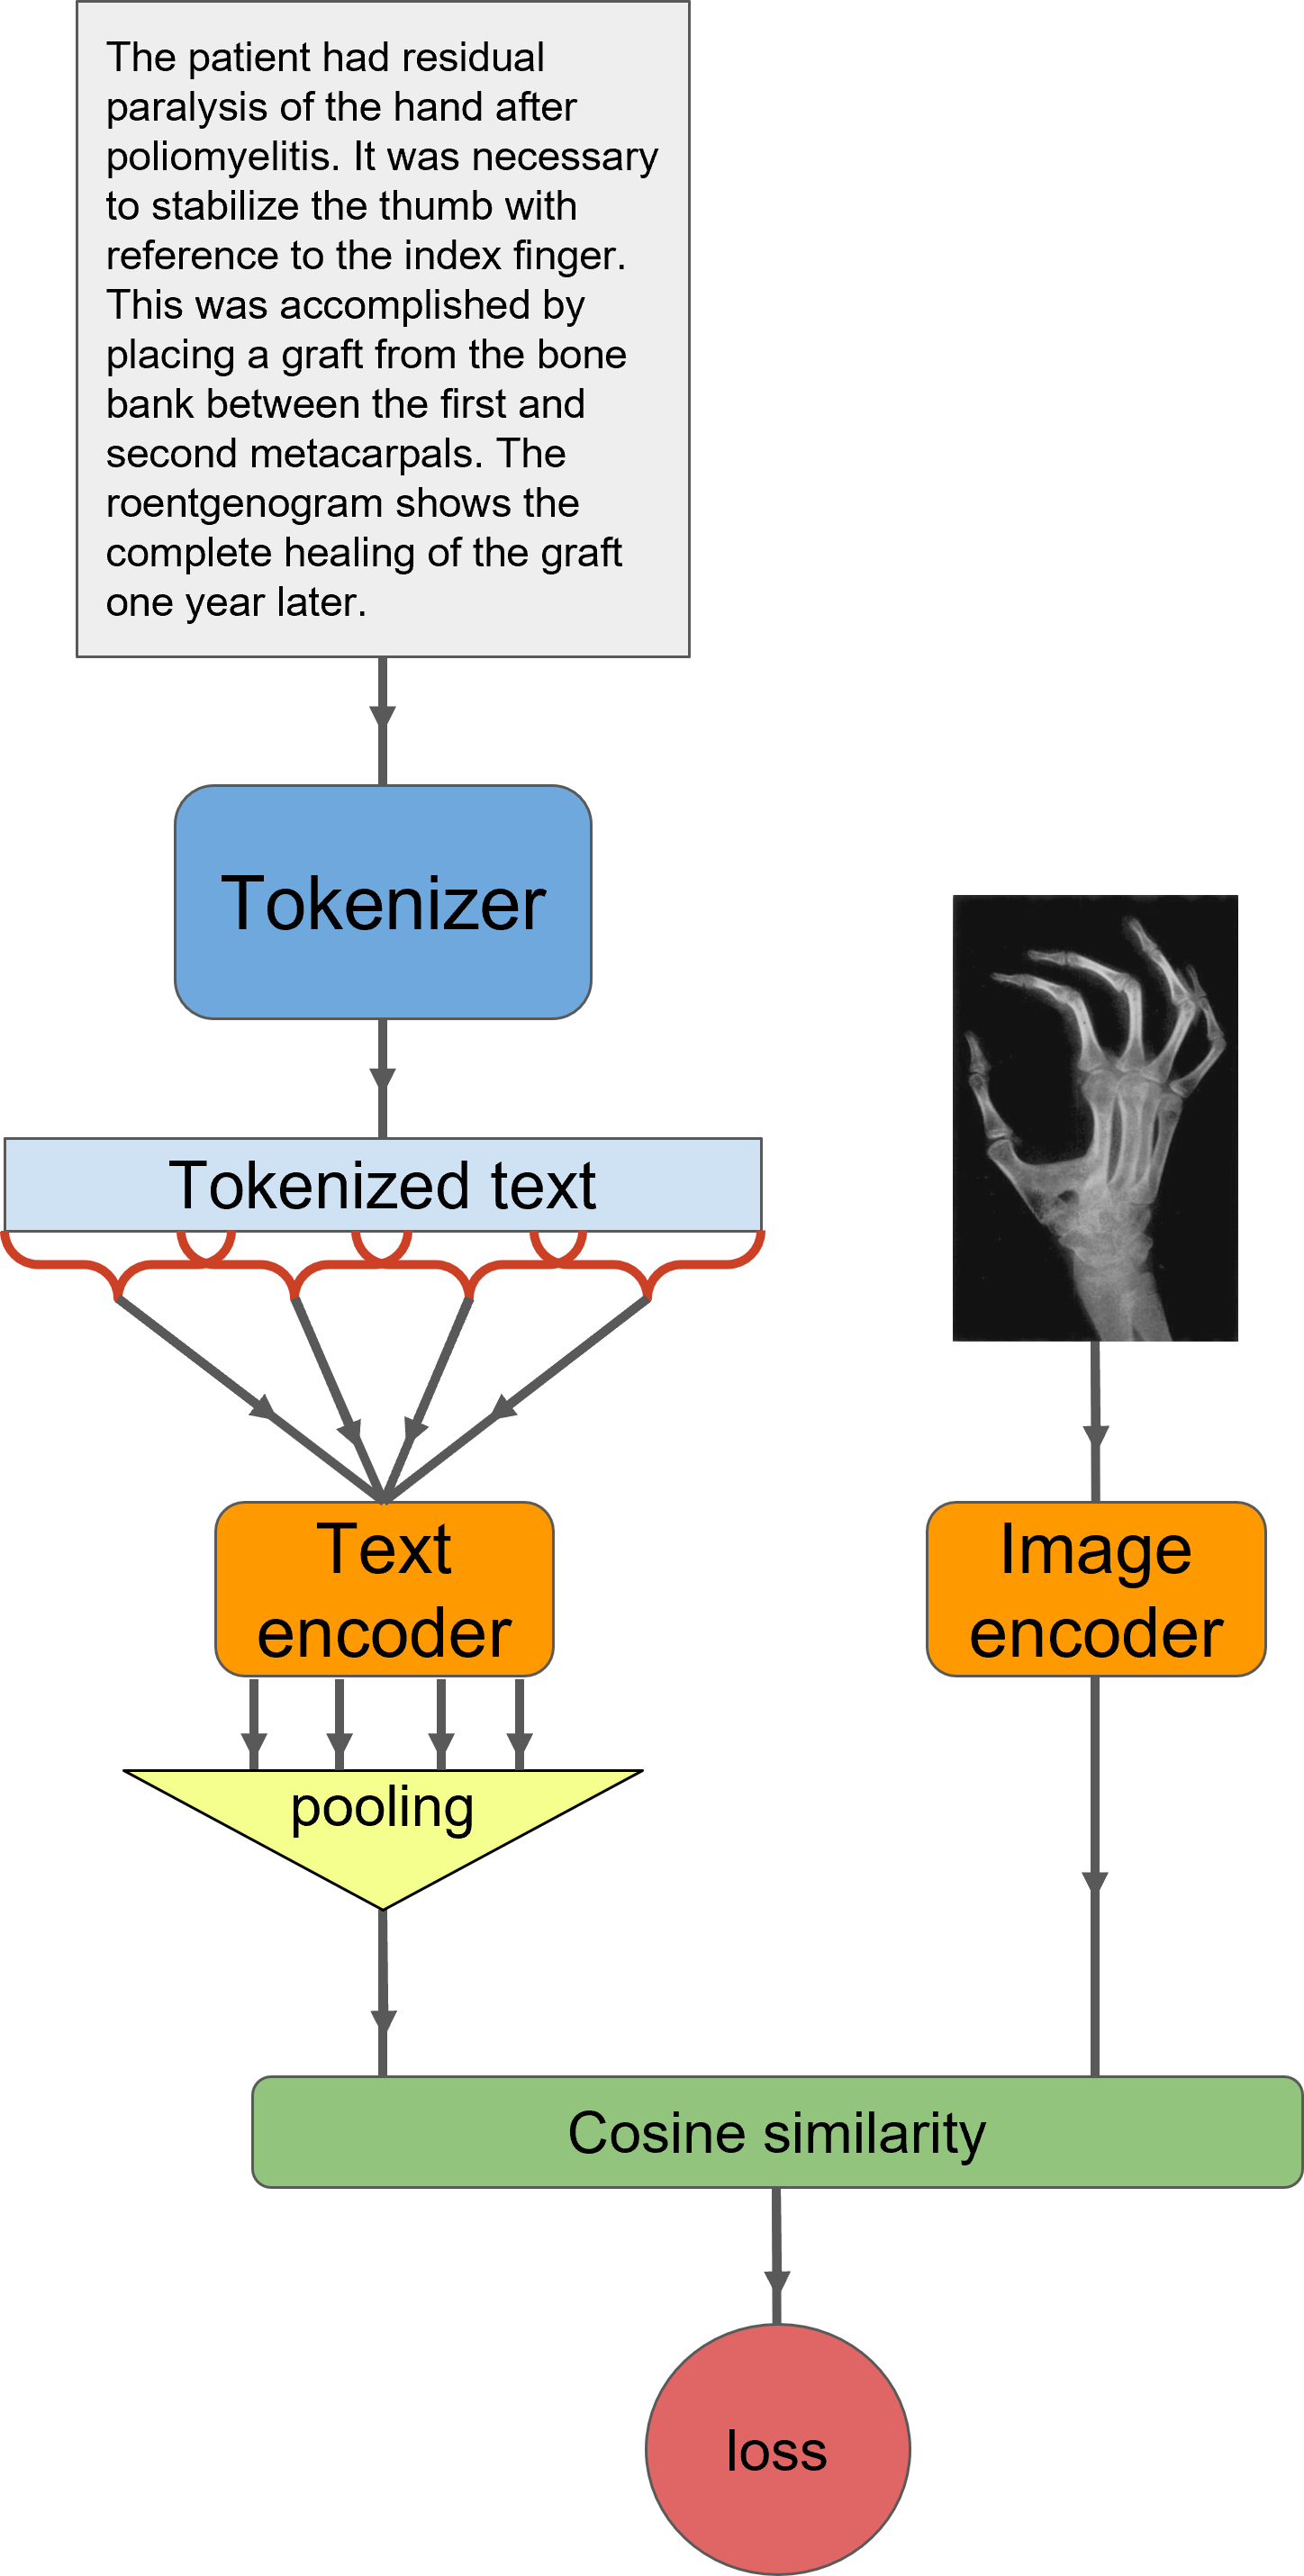 The patient had residual
paralysis of the hand after
poliomyelitis. It was necessary
to stabilize the thumb with
reference to the index finger.
This was accomplished by
placing a graft from the bone
bank between the first and
second metacarpals. The
roentgenogram shows the
complete healing of the graft
one year later.
Tokenizer
Tokenized text
Text
encoder
Image
encoder
pooling
Cosine similarity
loss